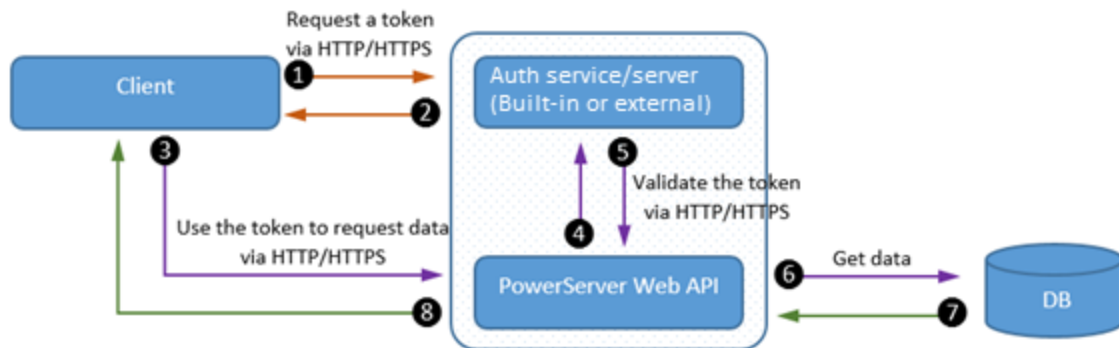 Request a token
via HTTP/HTTPS
1
Client
2
Auth service/server
(Built-in or external)
3
5
Validate the token
via HTTP/HTTPS
4
Use the token to request data
via HTTP/HTTPS
PowerServer Web API
6
Get data
DB
8
7